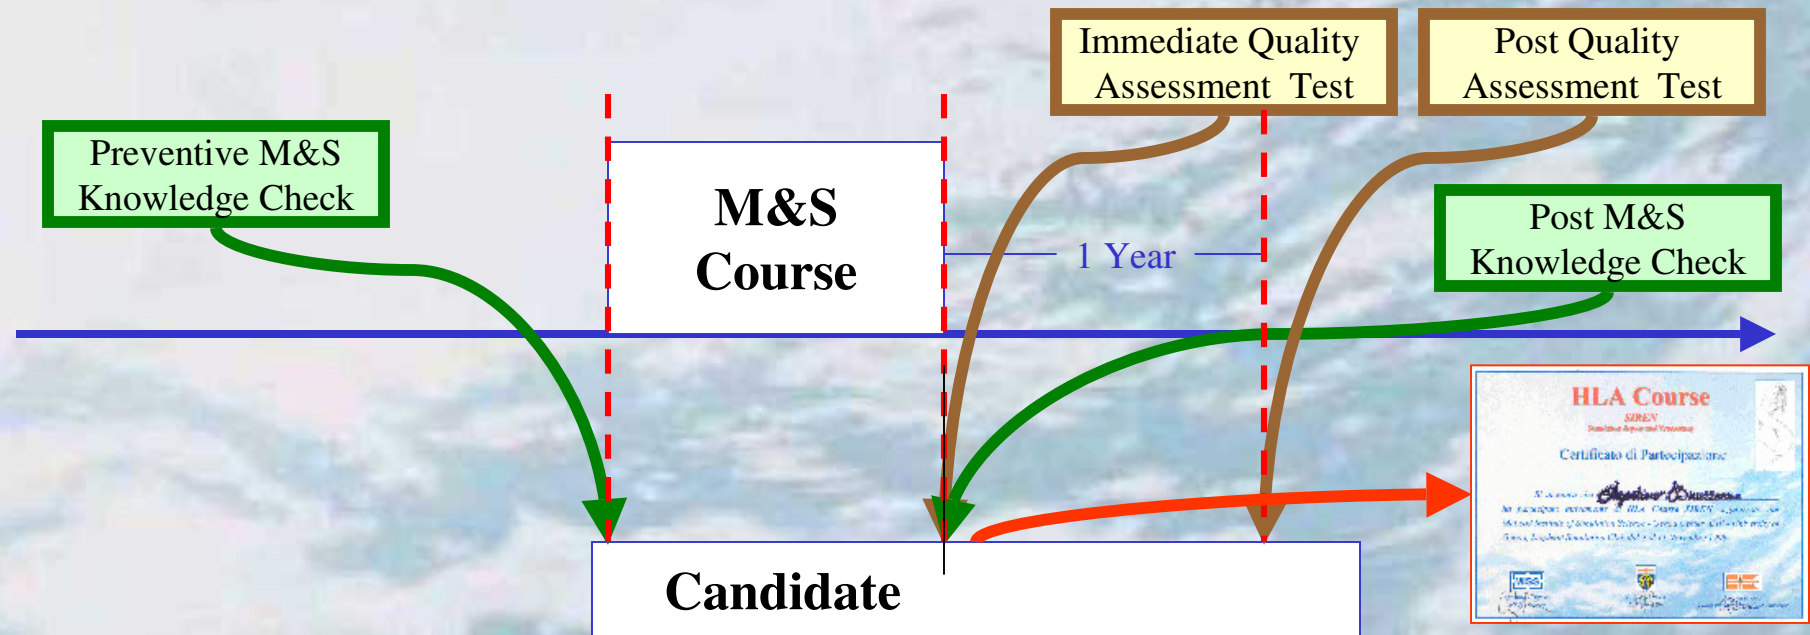 Immediate Quality
Assessment Test
Post Quality
Assessment Test
Preventive M&S
Knowledge Check
M&S
Course
1 Year
Post M&S
Knowledge Check
HLA Course
SIREN
Certificato di Partecipazione
Candidate